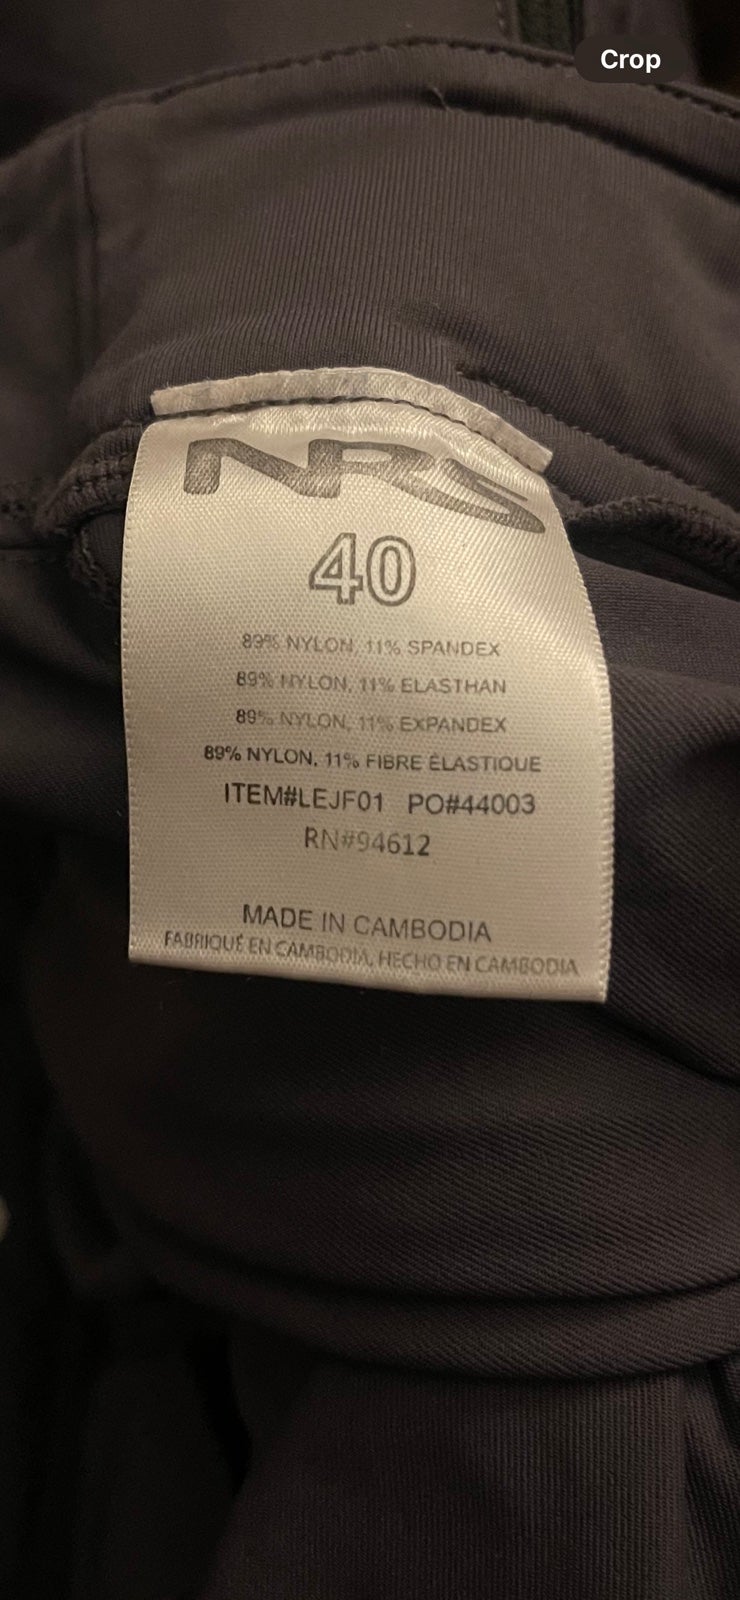 Crop
NRS
40
89% NYLON, 11% SPANDEX
89% NYLON, 11% ELASTHAN
89% NYLON, 11% EXPANDEX
89% NYLON, 11% FIBRE ÉLASTIQUE
ITEM#LEJF01 PO#44003
RN#94612
MADE IN CAMBODIA
FABRIQUÉ EN CAMBODIA, HECHO EN CAMBODIA